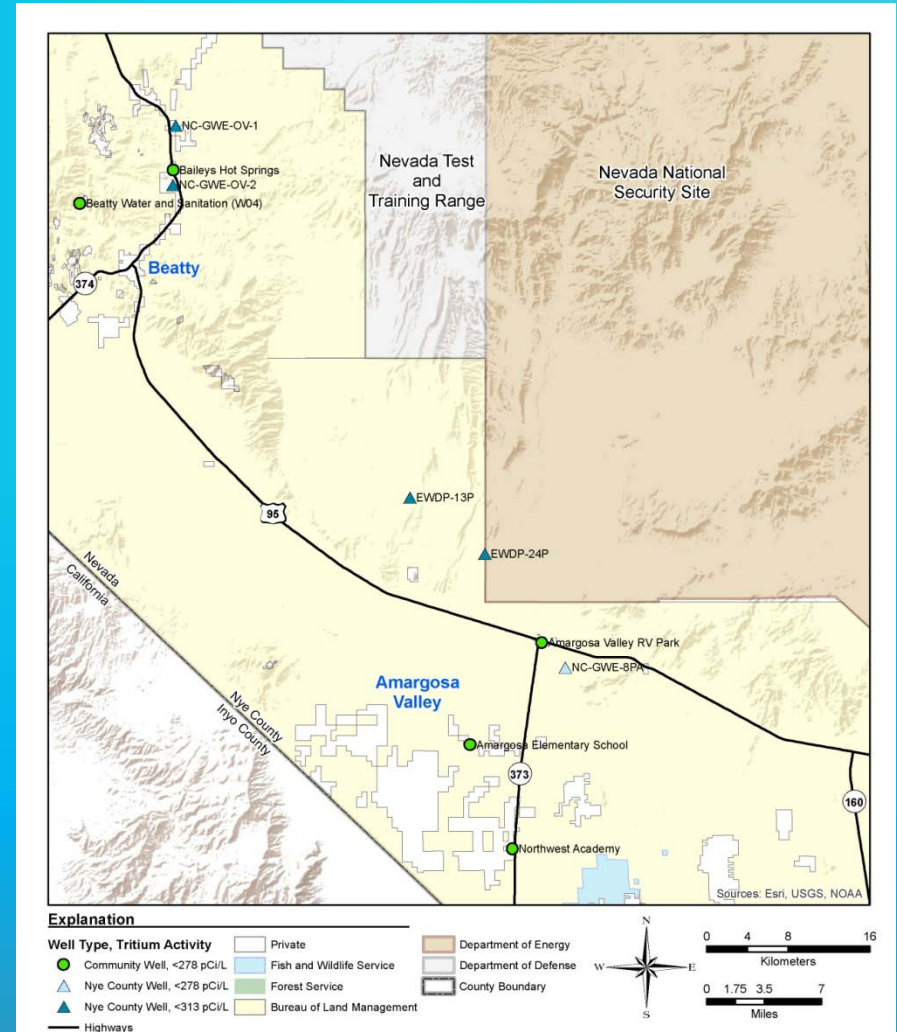 NC-GWE-OV-1
Baileys Hot Springs
NC-GWE-OV-2
Beatty Water and Sanitation (W04)
Beatty
374
Nevada Test
and
Training Range
Nevada National
Security Site
EWDP-13P
95
EWDP-24P
Nevada
California
Amargosa Valley RV Park
NC-GWE-8PA
Amargosa
Valley
Nye County
Inyo County
Amargosa Elementary School
373
160
Northwest Academy
Sources: Esri, USGS, NOAA
Explanation
Well Type, Tritium Activity
Community Well, <278 pCi/L
Nye County Well, <278 pCi/L
Nye County Well, <313 pCi/L
Highways
Private
Fish and Wildlife Service
Forest Service
Bureau of Land Management
Department of Energy
Department of Defense
County Boundary
N
W E
S
0 4 8 16
Kilometers
0 1.75 3.5 7
Miles